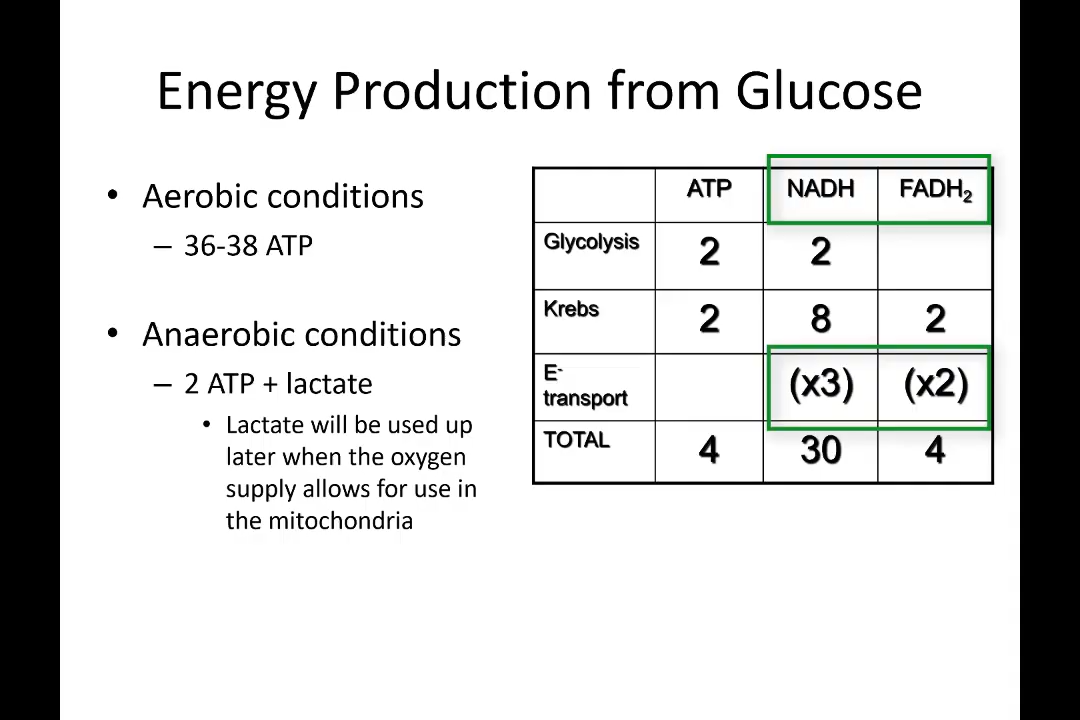 Energy Production from Glucose
• Aerobic conditions
– 36-38 ATP
• Anaerobic conditions
– 2 ATP + lactate
• Lactate will be used up
later when the oxygen
supply allows for use in
the mitochondria
ATP NADH FADH₂
Glycolysis 2 2
Krebs 2 8 2
E⁻
transport (x3) (x2)
TOTAL 4 30 4